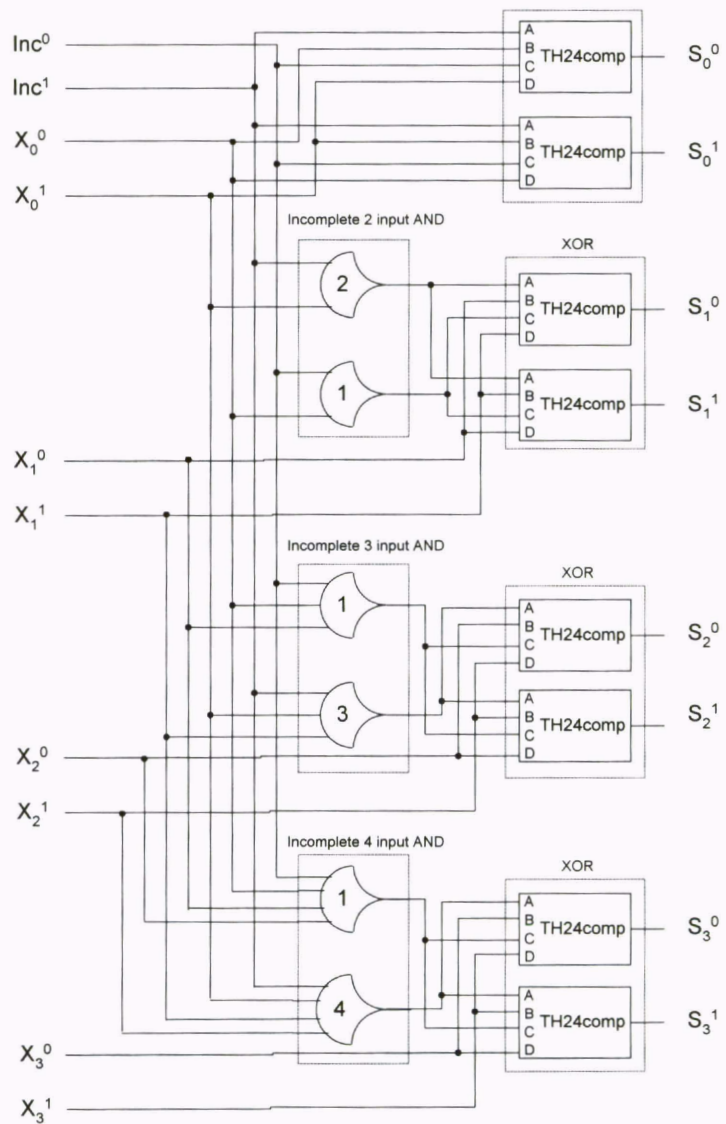 Inc⁰
Inc¹
X₀⁰
X₀¹
A
B
C
D
TH24comp
S₀⁰
A
B
C
D
TH24comp
S₀¹
Incomplete 2 input AND
2
1
XOR
A
B
C
D
TH24comp
S₁⁰
A
B
C
D
TH24comp
S₁¹
X₁⁰
X₁¹
Incomplete 3 input AND
1
3
XOR
A
B
C
D
TH24comp
S₂⁰
A
B
C
D
TH24comp
S₂¹
X₂⁰
X₂¹
Incomplete 4 input AND
1
4
XOR
A
B
C
D
TH24comp
S₃⁰
A
B
C
D
TH24comp
S₃¹
X₃⁰
X₃¹